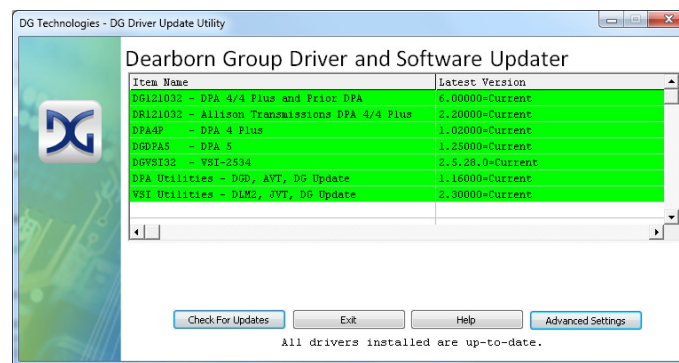 DG Technologies - DG Driver Update Utility
Dearborn Group Driver and Software Updater
Item Name Latest Version
DG121032 - DPA 4/4 Plus and Prior DPA 6.00000=Current
DR121032 - Allison Transmissions DPA 4/4 Plus 2.20000=Current
DPA4P - DPA 4 Plus 1.02000=Current
DGDPA5 - DPA 5 1.25000=Current
DGVSI32 - VSI-2534 2.5.28.0=Current
DPA Utilities - DGD, AVT, DG Update 1.16000=Current
VSI Utilities - DLM2, JVT, DG Update 2.30000=Current
DG
Check For Updates Exit Help Advanced Settings
All drivers installed are up-to-date.